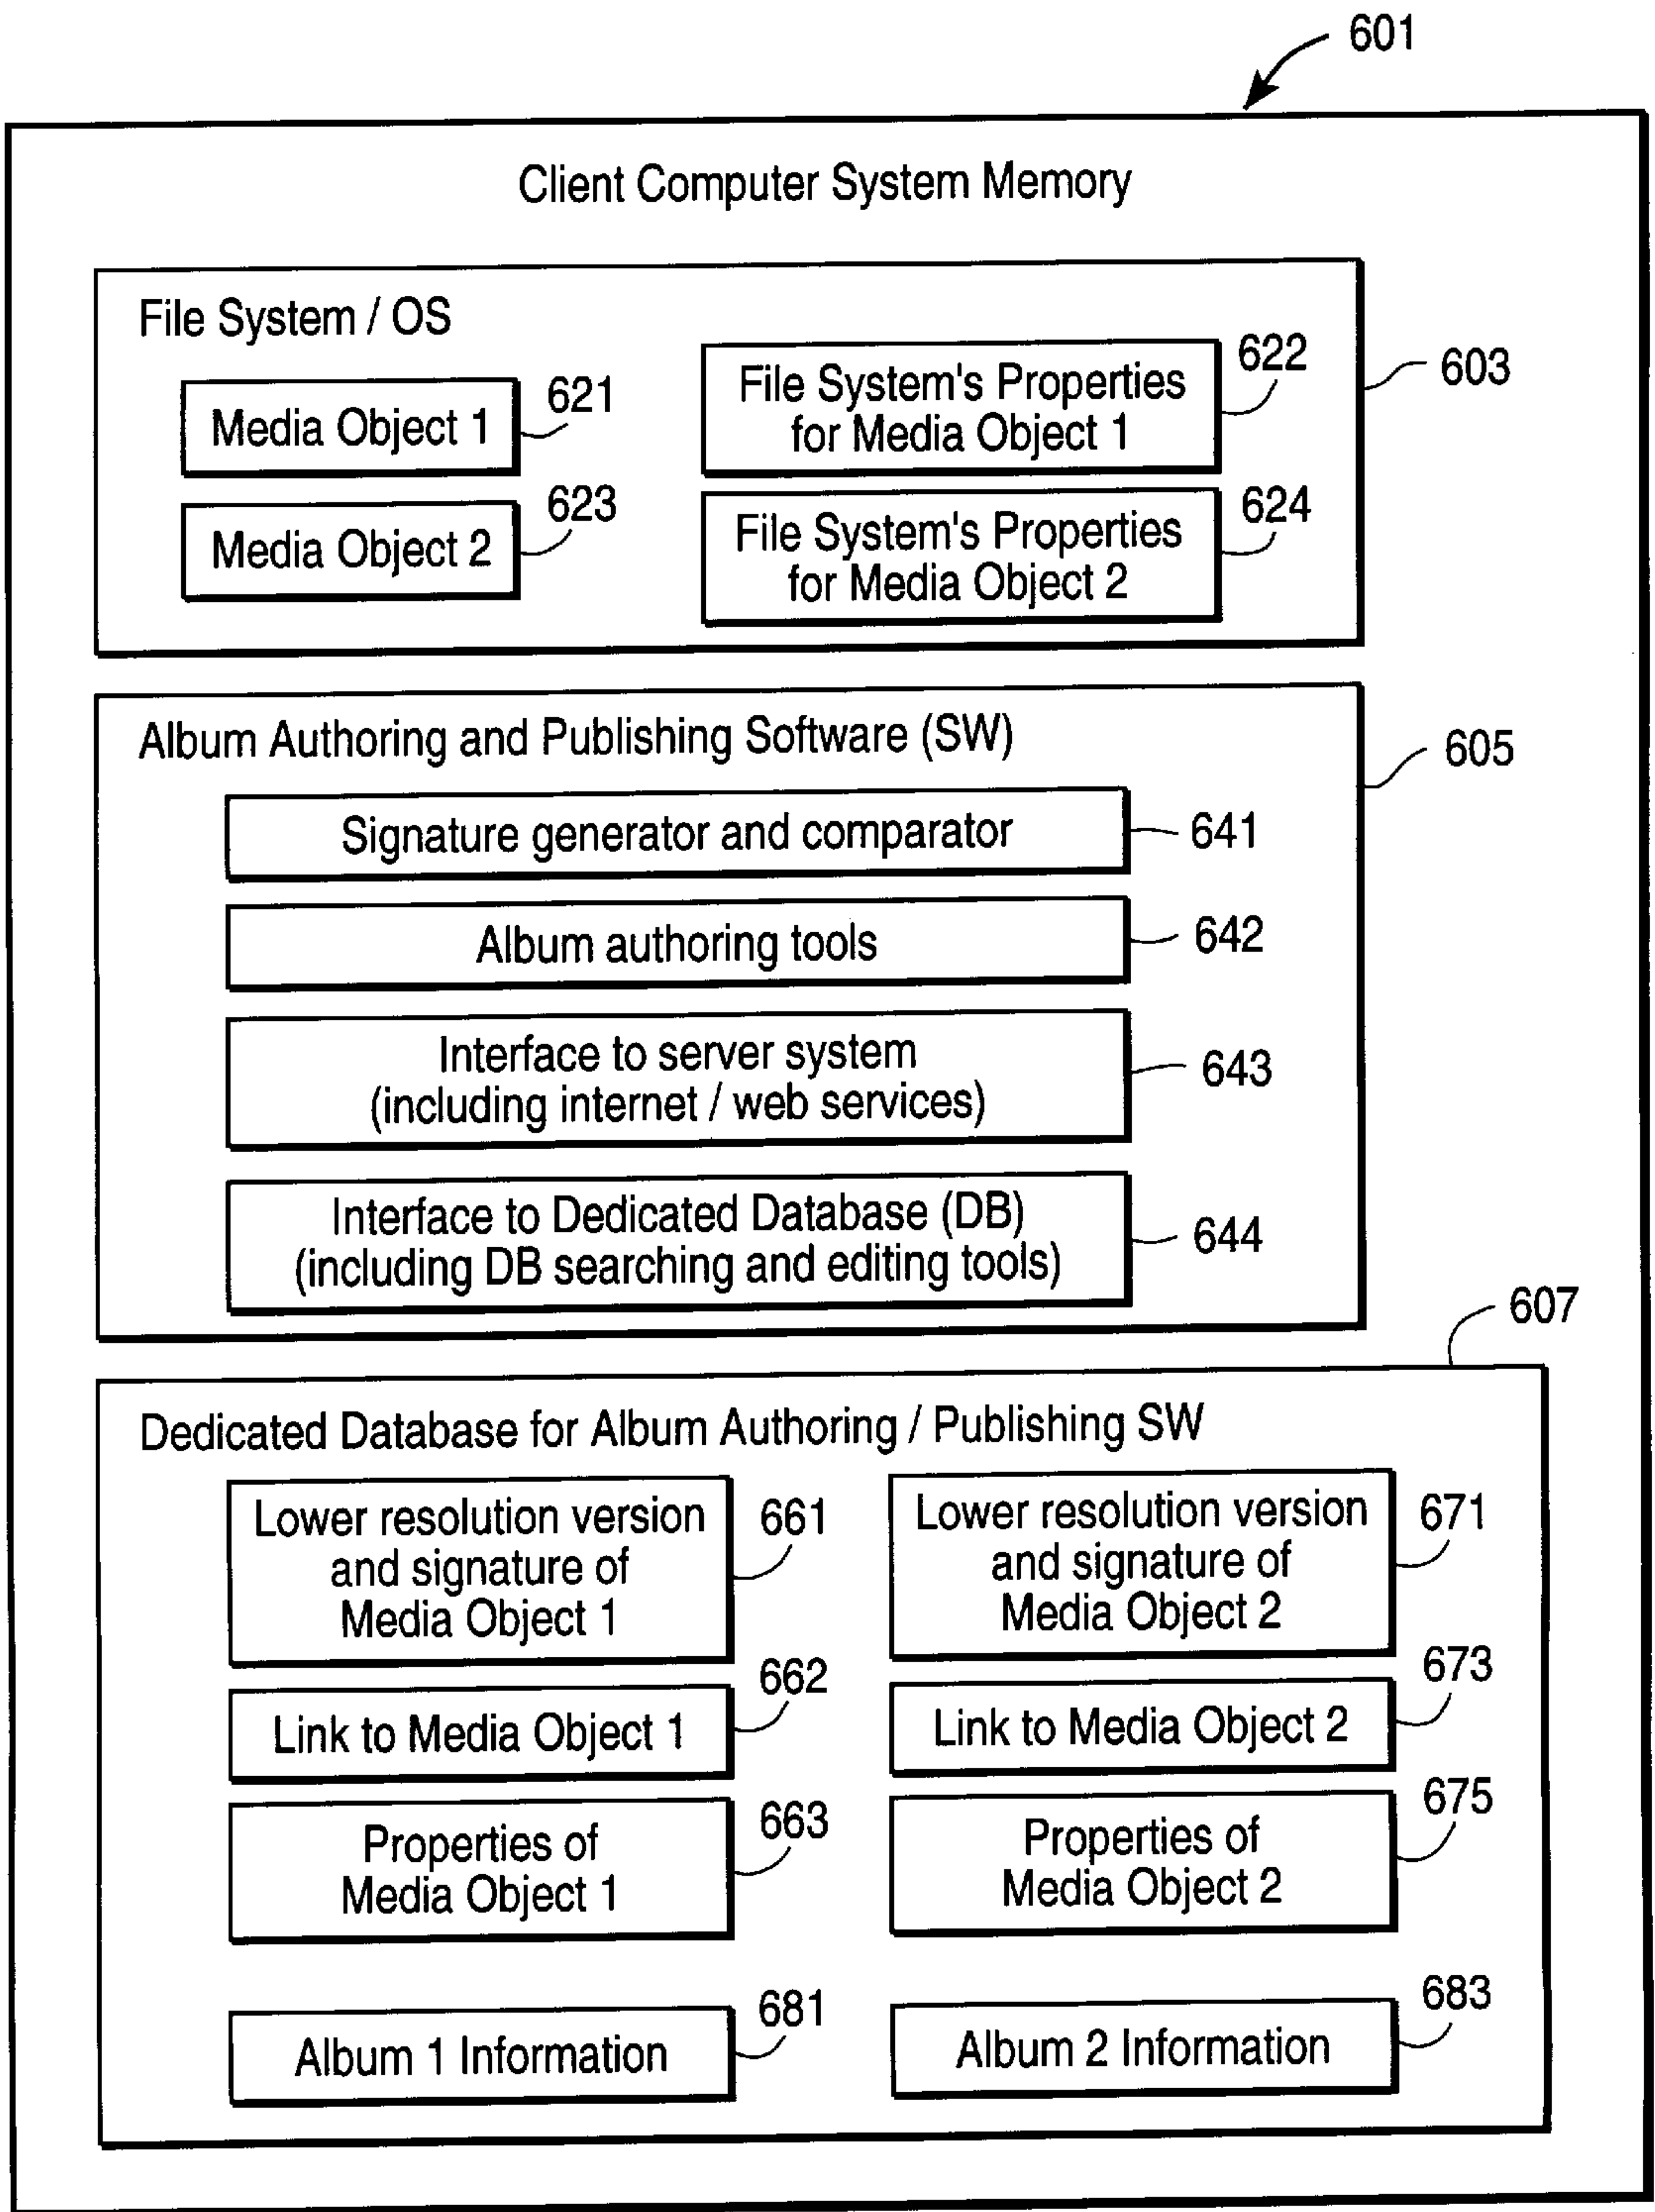 601
Client Computer System Memory
File System / OS
603
Media Object 1
621
File System's Properties
for Media Object 1
622
Media Object 2
623
File System's Properties
for Media Object 2
624
Album Authoring and Publishing Software (SW)
605
Signature generator and comparator
641
Album authoring tools
642
Interface to server system
(including internet / web services)
643
Interface to Dedicated Database (DB)
(including DB searching and editing tools)
644
607
Dedicated Database for Album Authoring / Publishing SW
Lower resolution version
and signature of
Media Object 1
661
Lower resolution version
and signature of
Media Object 2
671
Link to Media Object 1
662
Link to Media Object 2
673
Properties of
Media Object 1
663
Properties of
Media Object 2
675
Album 1 Information
681
Album 2 Information
683